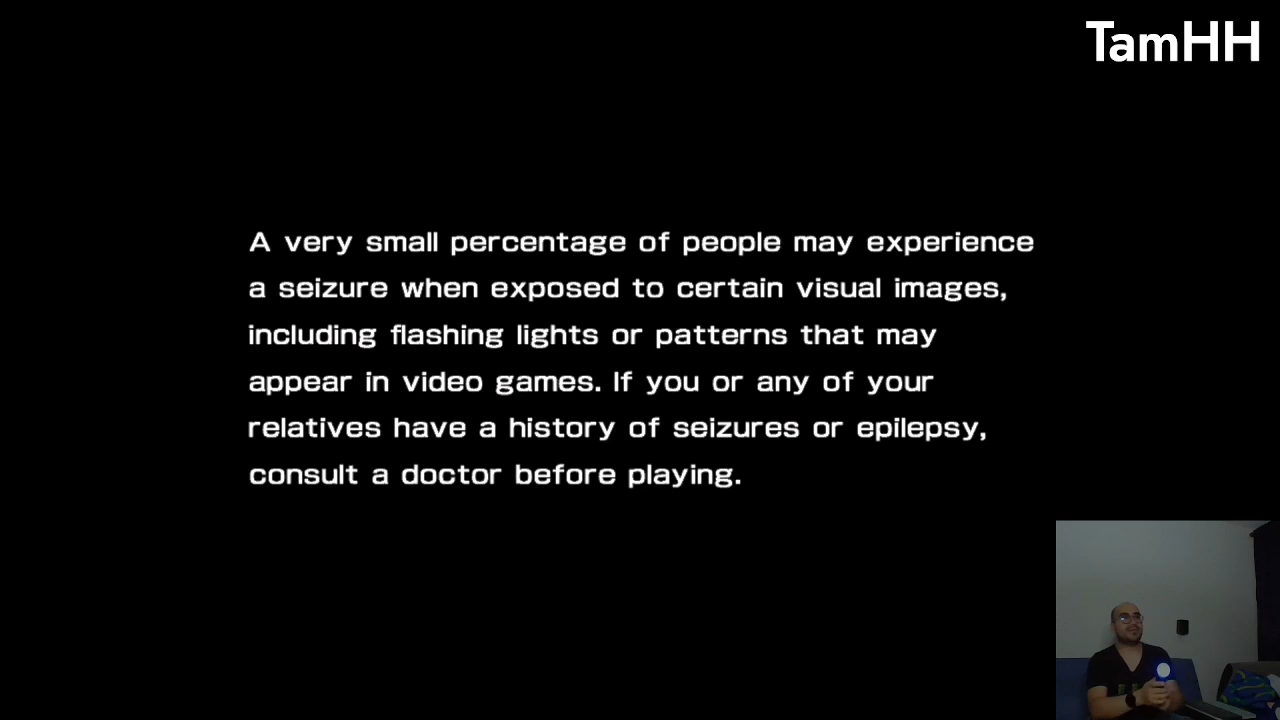 TamHH
A very small percentage of people may experience
a seizure when exposed to certain visual images,
including flashing lights or patterns that may
appear in video games. If you or any of your
relatives have a history of seizures or epilepsy,
consult a doctor before playing.